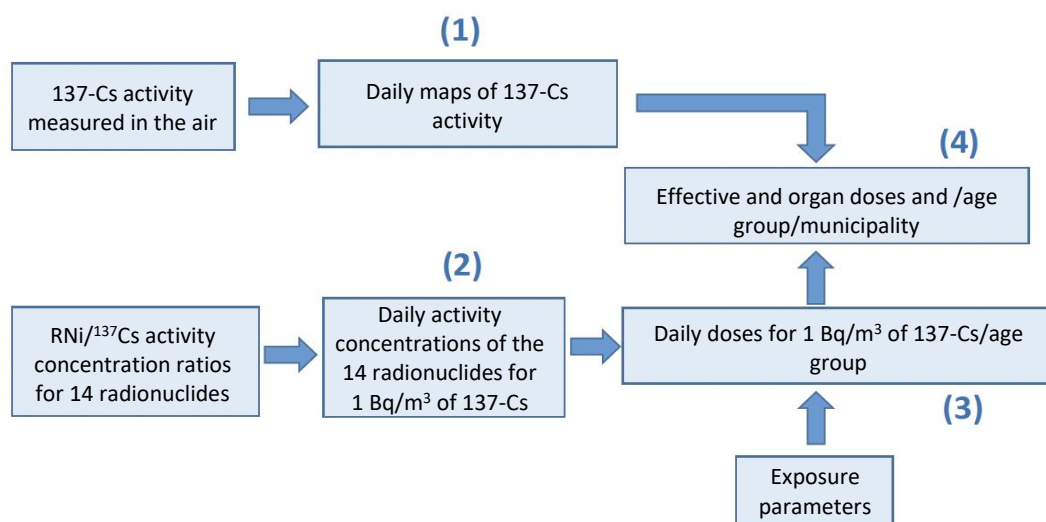 (1)
137-Cs activity
measured in the air
Daily maps of 137-Cs
activity
(4)
Effective and organ doses and /age
group/municipality
(2)
RNi/¹³⁷Cs activity
concentration ratios
for 14 radionuclides
Daily activity
concentrations of the
14 radionuclides for
1 Bq/m³ of 137-Cs
Daily doses for 1 Bq/m³ of 137-Cs/age
group
(3)
Exposure
parameters